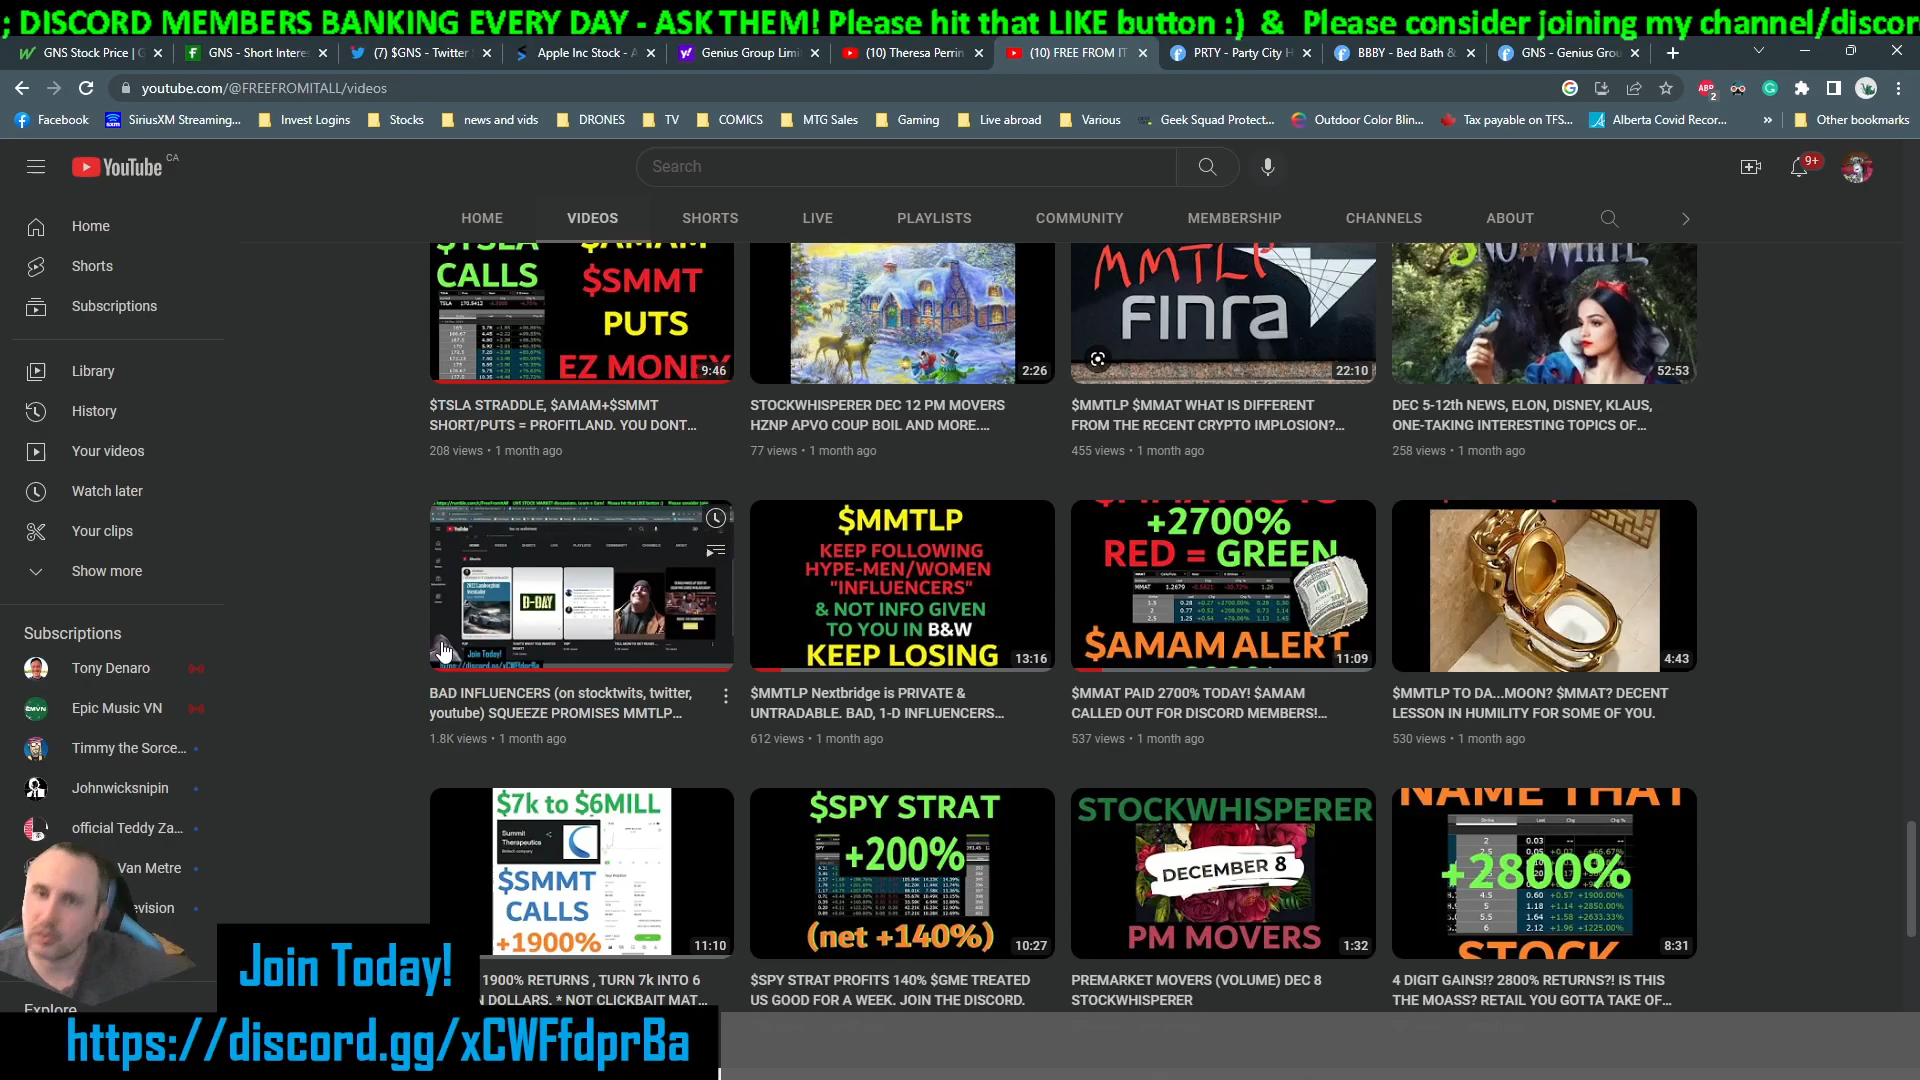 ; DISCORD MEMBERS BANKING EVERY DAY - ASK THEM! Please hit that LIKE button :) & Please consider joining my channel/discor
GNS Stock Price | G
GNS - Short Interes
(7) $GNS - Twitter
Apple Inc Stock - A
Genius Group Limi
(10) Theresa Perrin
(10) FREE FROM IT
PRTY - Party City H
BBBY - Bed Bath &
GNS - Genius Grou
youtube.com/@FREEFROMITALL/videos
Facebook
SiriusXM Streaming...
Invest Logins
Stocks
news and vids
DRONES
TV
COMICS
MTG Sales
Gaming
Live abroad
Various
Geek Squad Protect...
Outdoor Color Blin...
Tax payable on TFS...
Alberta Covid Recor...
»
Other bookmarks
YouTube CA
Search
9+
HOME
VIDEOS
SHORTS
LIVE
PLAYLISTS
COMMUNITY
MEMBERSHIP
CHANNELS
ABOUT
Home
Shorts
Subscriptions
Library
History
Your videos
Watch later
Your clips
Show more
Subscriptions
Tony Denaro
Epic Music VN
Timmy the Sorce...
Johnwicksnipin
official Teddy Za...
Van Metre
evision
Explore
$TSLA
CALLS
$AMAM
$SMMT
PUTS
EZ MONEY
9:46
$TSLA STRADDLE, $AMAM+$SMMT
SHORT/PUTS = PROFITLAND. YOU DONT...
208 views • 1 month ago
2:26
STOCKWHISPERER DEC 12 PM MOVERS
HZNP APVO COUP BOIL AND MORE....
77 views • 1 month ago
MMTLP
FINRA
22:10
$MMTLP $MMAT WHAT IS DIFFERENT
FROM THE RECENT CRYPTO IMPLOSION?...
455 views • 1 month ago
SNOW WHITE
52:53
DEC 5-12th NEWS, ELON, DISNEY, KLAUS,
ONE-TAKING INTERESTING TOPICS OF...
258 views • 1 month ago
D-DAY
Join Today!
BAD INFLUENCERS (on stocktwits, twitter,
youtube) SQUEEZE PROMISES MMTLP...
1.8K views • 1 month ago
$MMTLP
KEEP FOLLOWING
HYPE-MEN/WOMEN
"INFLUENCERS"
& NOT INFO GIVEN
TO YOU IN B&W
KEEP LOSING
13:16
$MMTLP Nextbridge is PRIVATE &
UNTRADABLE. BAD, 1-D INFLUENCERS...
612 views • 1 month ago
+2700%
RED = GREEN
$AMAM ALERT
11:09
$MMAT PAID 2700% TODAY! $AMAM
CALLED OUT FOR DISCORD MEMBERS!...
537 views • 1 month ago
4:43
$MMTLP TO DA...MOON? $MMAT? DECENT
LESSON IN HUMILITY FOR SOME OF YOU.
530 views • 1 month ago
$7k to $6MILL
Summit
Therapeutics
$SMMT
CALLS
+1900%
11:10
1900% RETURNS , TURN 7k INTO 6
N DOLLARS. * NOT CLICKBAIT MAT...
$SPY STRAT
+200%
(net +140%)
10:27
$SPY STRAT PROFITS 140% $GME TREATED
US GOOD FOR A WEEK. JOIN THE DISCORD.
STOCKWHISPERER
DECEMBER 8
PM MOVERS
1:32
PREMARKET MOVERS (VOLUME) DEC 8
STOCKWHISPERER
NAME THAT
+2800%
STOCK
8:31
4 DIGIT GAINS!? 2800% RETURNS?! IS THIS
THE MOASS? RETAIL YOU GOTTA TAKE OF...
Join Today!
https://discord.gg/xCWFfdprBa